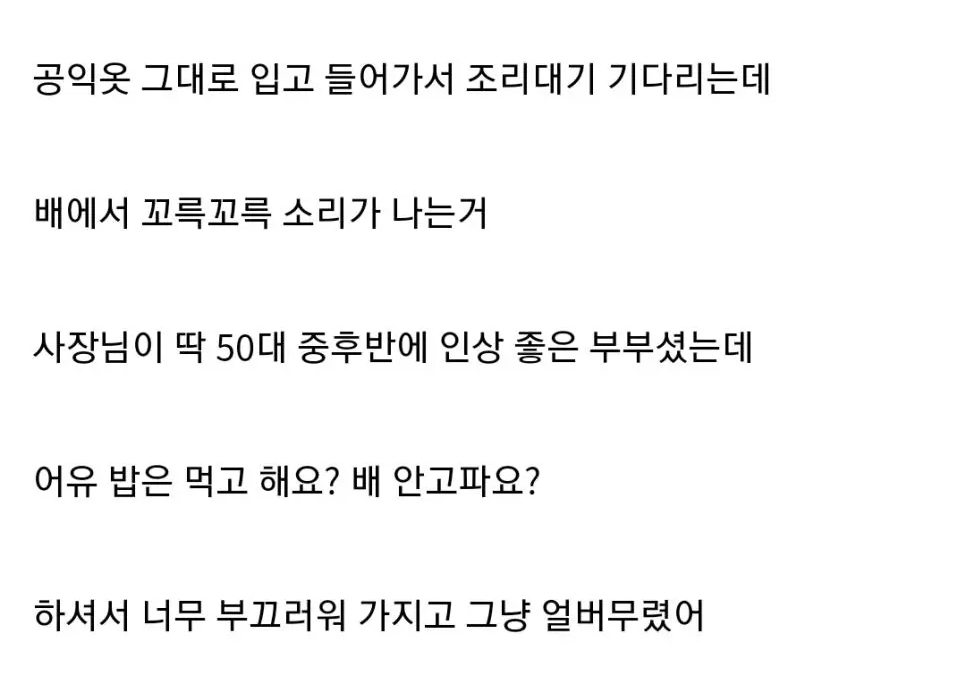 공익옷 그대로 입고 들어가서 조리대기 기다리는데
배에서 꼬륵꼬륵 소리가 나는거
사장님이 딱 50대 중후반에 인상 좋은 부부셨는데
어유 밥은 먹고 해요? 배 안고파요?
하셔서 너무 부끄러워 가지고 그냥 얼버무렸어